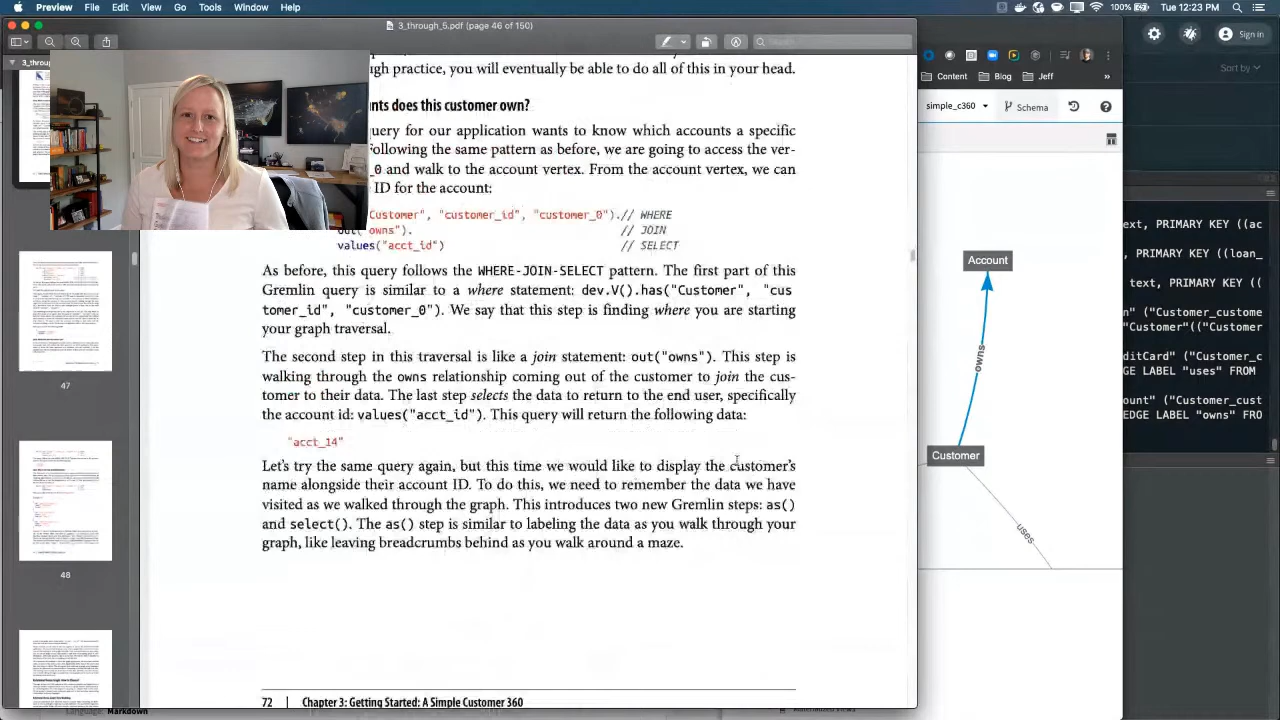 Preview File Edit View Go Tools Window Help
100% Tue 12:23 PM
3_through_5.pdf (page 46 of 150)
Search
Sign in
3_throug
Sort by
Content Blog Jeff
simple_c360 Schema
ugh practice, you will eventually be able to do all of this in your head.
nts does this customer own?
query for our application wants to know which accounts a specific
Following the same pattern as before, we are going to access the ver-
_0 and walk to the account vertex. From the account vertex, we can
ID for the account:
Customer", "customer_id", "customer_0").// WHERE
out("owns"). // JOIN
values("acct_id") // SELECT
As before, this query follows the WHERE-JOIN-SELECT pattern. The first part of this
Gremlin query is similar to a statement: dev.V().has("Customer", "cus
tomer_id", "customer_0"). this step is finding where you are starting
your graph traversal.
The second step in this traversal is like a join statement: out("owns"). This step is
walking through the owns relationship coming out of the customer to join the cus-
tomer to their data. The last step selects the data to return to the end user, specifically
the account id: values("acct_id"). This query will return the following data:
"acct_14"
Let's use the same query again, but this time we would like to display the customer's
name alongside their account ID. To do this, we need to remember the data we have
visited as we walked through the graph. This introduces two new Gremlin steps: as()
and select(). The as() step is similar to labeling the data as you walk through your
graph, like leaving breadcrumbs as you walk around a maze.
72 Chapter 3: Getting Started: A Simple Customer 360
47
48
Account
owns
Customer
uses
ext, PRIMARY KEY ((ac
PRIMARY KEY ((loan_
text, PRIMARY KEY ((
n" ("Customer_custome
"Customer_custome
ditCard" ("Customer_c
GE LABEL "uses" FROM
ount" ("Customer_cust
EDGE LABEL "owns" FRO
Markdown